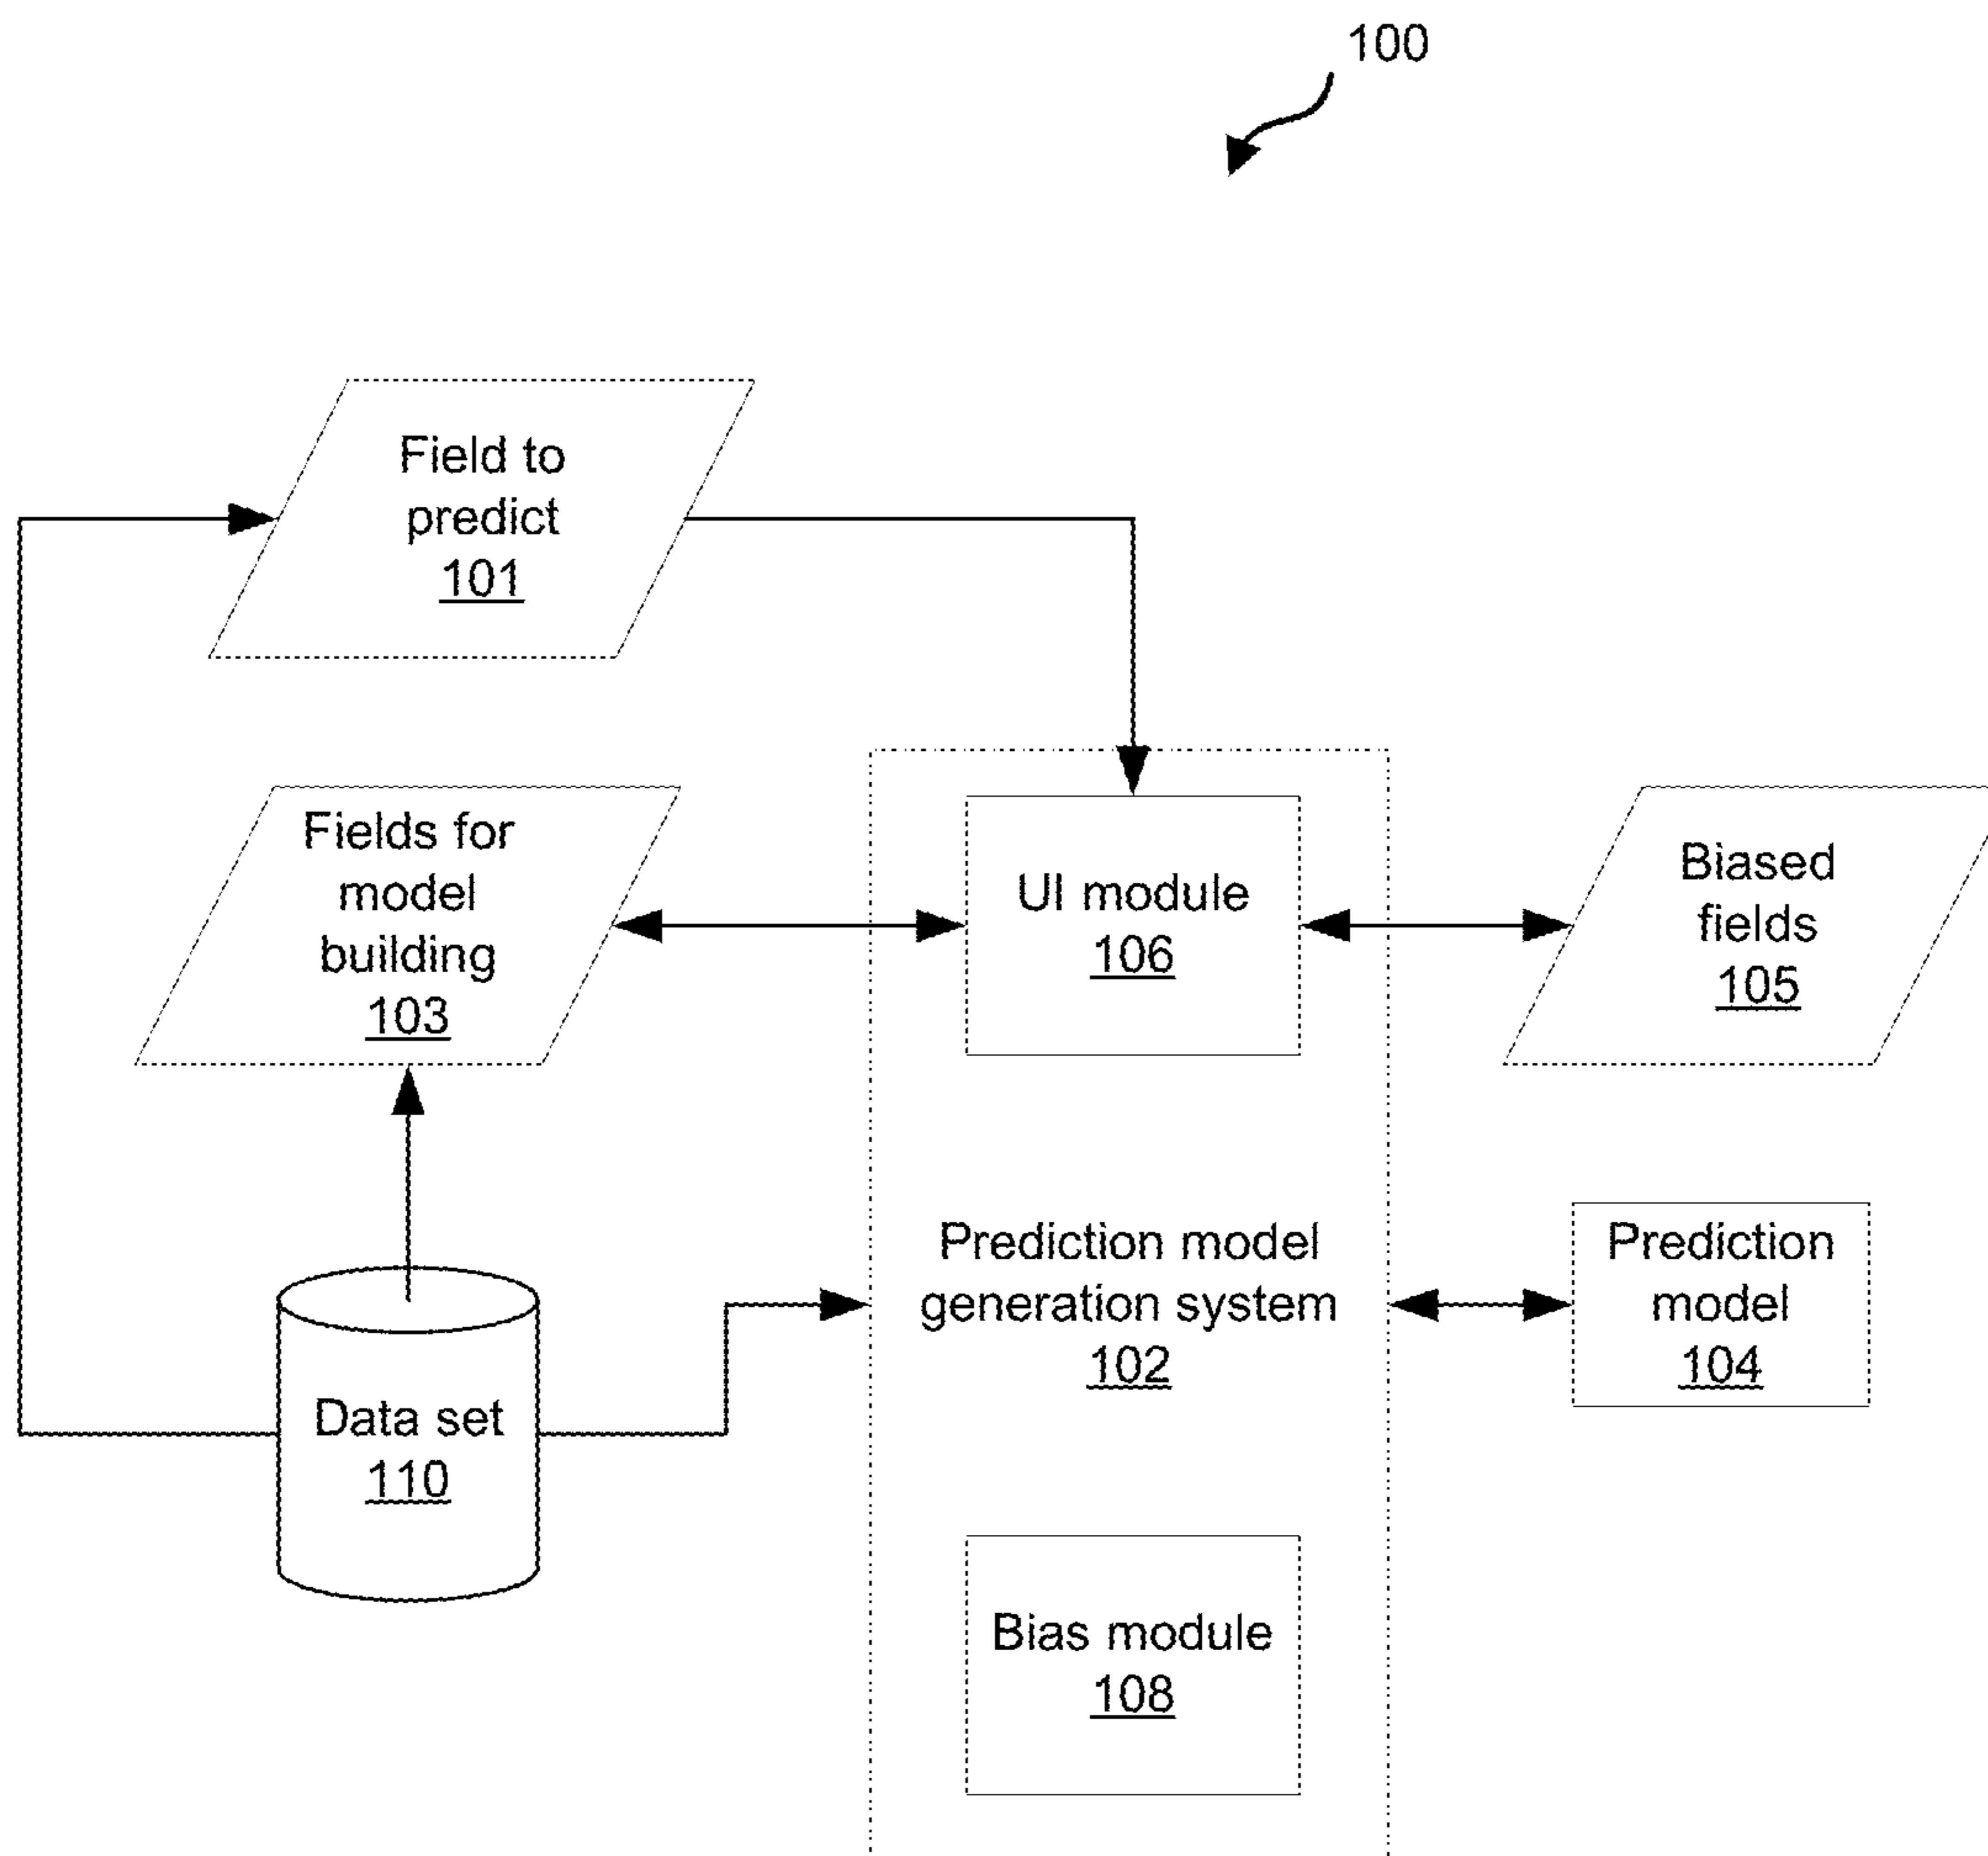 100
Field to
predict
101
Fields for
model
building
103
UI module
106
Biased
fields
105
Prediction model
generation system
102
Prediction
model
104
Data set
110
Bias module
108